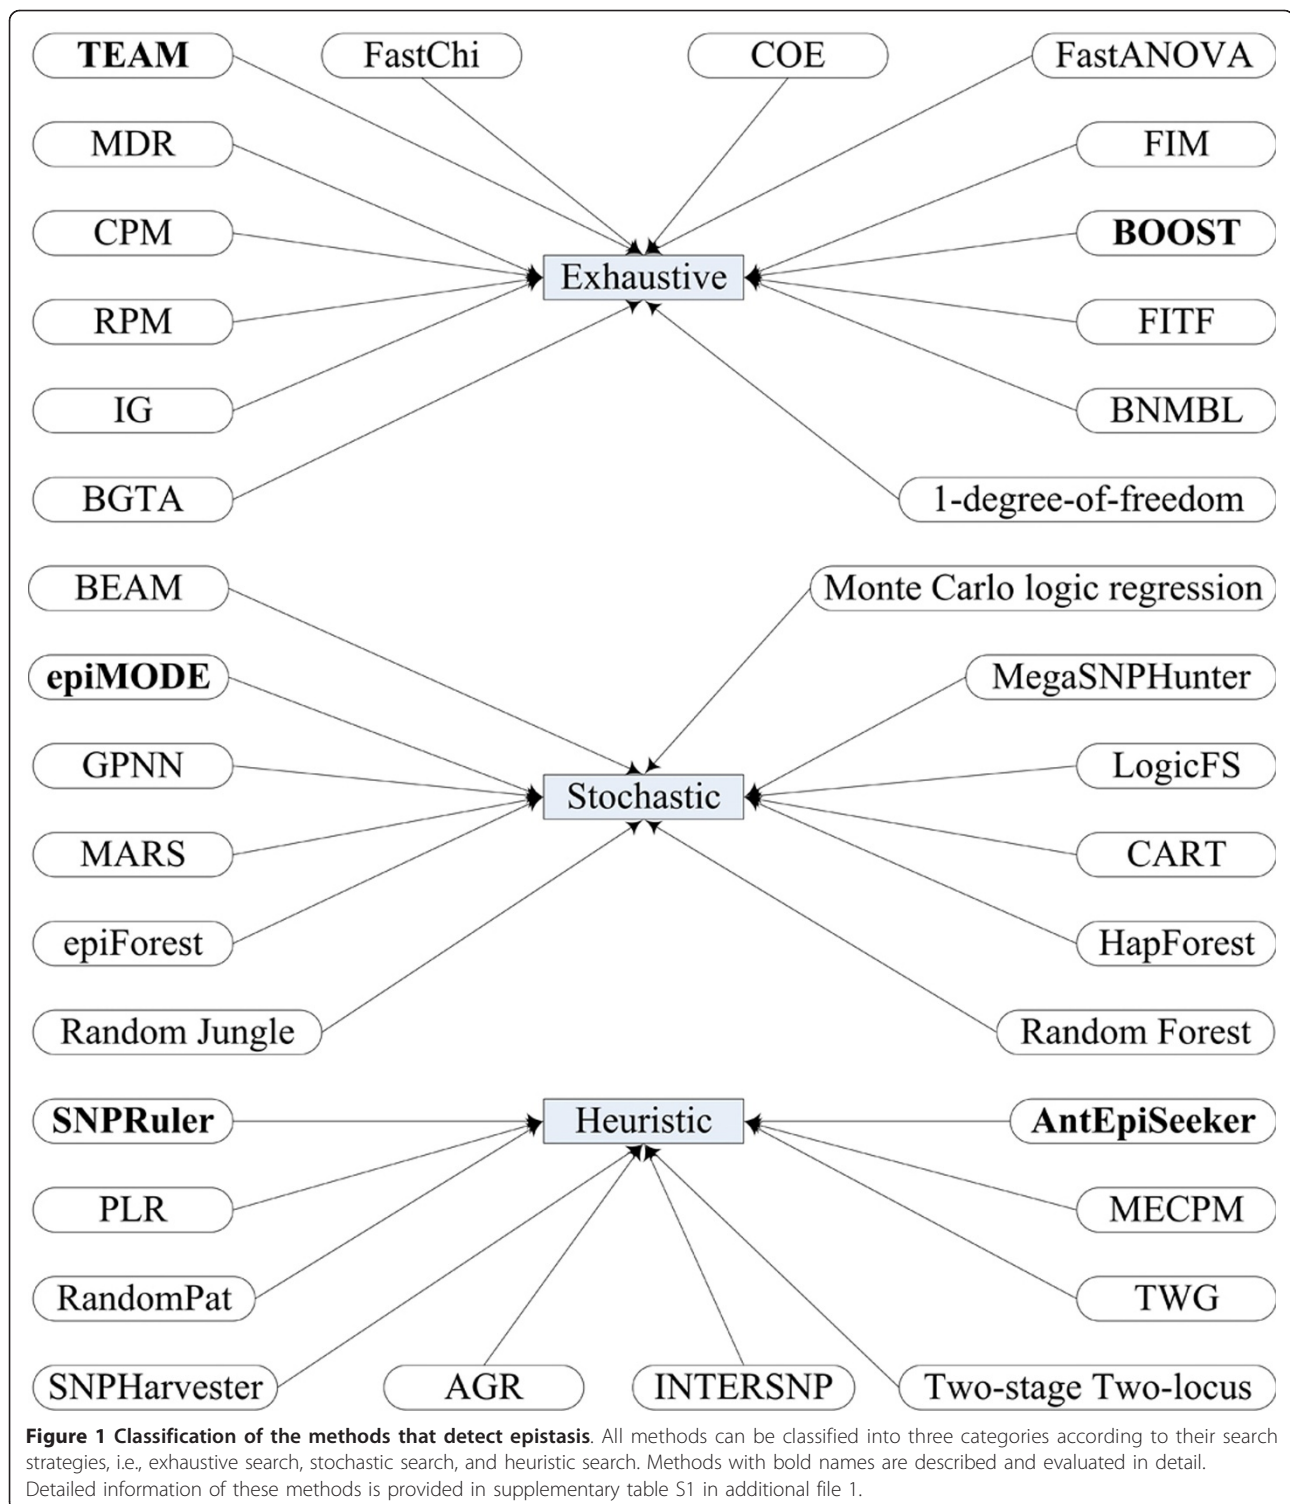 TEAM
FastChi
COE
FastANOVA
MDR
FIM
CPM
BOOST
Exhaustive
RPM
FITF
IG
BNMBL
BGTA
1-degree-of-freedom
BEAM
Monte Carlo logic regression
epiMODE
MegaSNPHunter
GPNN
LogicFS
Stochastic
MARS
CART
epiForest
HapForest
Random Jungle
Random Forest
SNPRuler
Heuristic
AntEpiSeeker
PLR
MECPM
RandomPat
TWG
SNPHarvester
AGR
INTERSNP
Two-stage Two-locus
Figure 1 Classification of the methods that detect epistasis. All methods can be classified into three categories according to their search
strategies, i.e., exhaustive search, stochastic search, and heuristic search. Methods with bold names are described and evaluated in detail.
Detailed information of these methods is provided in supplementary table S1 in additional file 1.